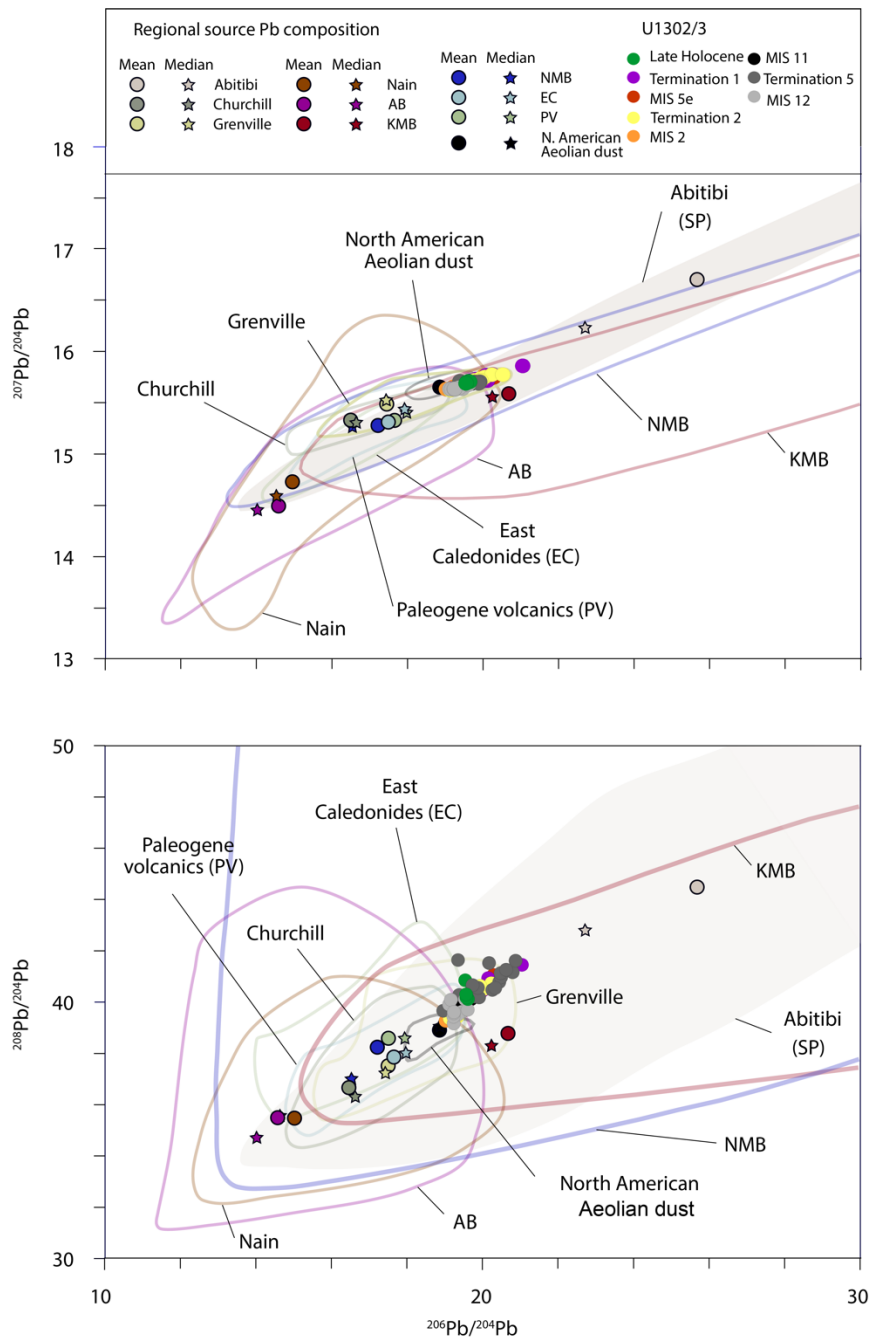 Regional source Pb composition
U1302/3
Mean Median
Abitibi
Churchill
Grenville
Mean Median
Nain
AB
KMB
Mean Median
NMB
EC
PV
N. American
Aeolian dust
Late Holocene
Termination 1
MIS 5e
Termination 2
MIS 2
MIS 11
Termination 5
MIS 12
18
17
16
15
14
13
207Pb/204Pb
Abitibi
(SP)
North American
Aeolian dust
Grenville
Churchill
NMB
KMB
AB
East
Caledonides (EC)
Paleogene volcanics (PV)
Nain
50
40
30
208Pb/204Pb
East
Caledonides (EC)
Paleogene
volcanics (PV)
Churchill
KMB
Grenville
Abitibi
(SP)
NMB
North American
Aeolian dust
AB
Nain
10
20
30
206Pb/204Pb